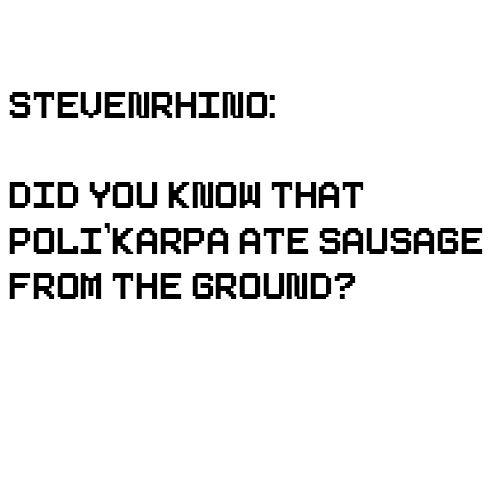 STEVENRHINO:
DID YOU KNOW THAT
POLI'KARPA ATE SAUSAGE
FROM THE GROUND?